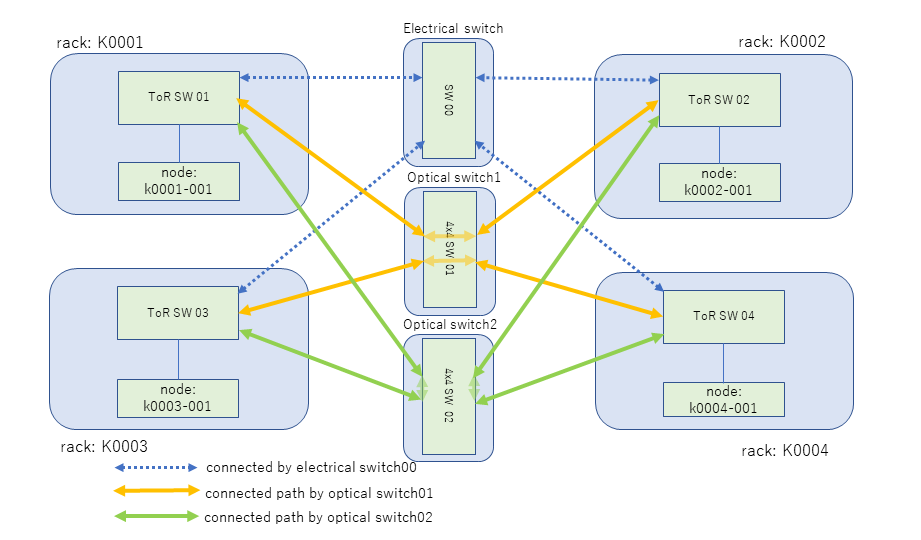 Electrical switch
rack: K0001
rack: K0002
ToR SW 01
SW 00
ToR SW 02
node:
k0001-001
node:
k0002-001
Optical switch1
4x4 SW 01
ToR SW 03
ToR SW 04
Optical switch2
4x4 SW 02
node:
k0003-001
node:
k0004-001
rack: K0003
rack: K0004
connected by electrical switch00
connected path by optical switch01
connected path by optical switch02